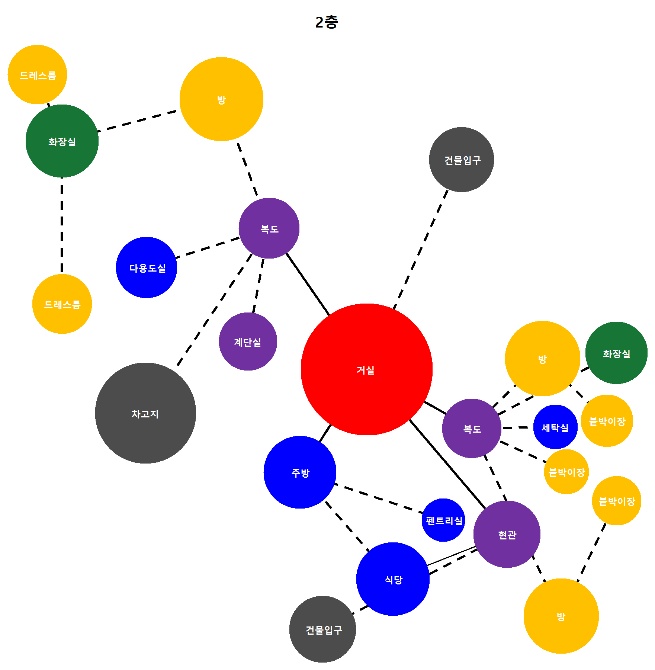 2층
드레스룸
방
화장실
건물입구
복도
다용도실
드레스룸
계단실
거실
방
화장실
차고지
붙박이장
복도
세탁실
주방
붙박이장
붙박이장
팬트리실
현관
식당
방
건물입구